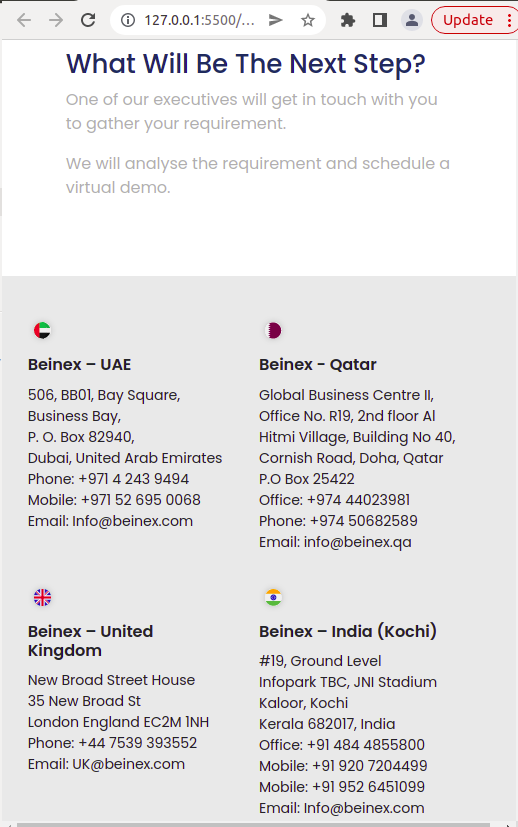 127.0.0.1:5500/...
Update
What Will Be The Next Step?
One of our executives will get in touch with you
to gather your requirement.
We will analyse the requirement and schedule a
virtual demo.
Beinex – UAE
506, BB01, Bay Square,
Business Bay,
P. O. Box 82940,
Dubai, United Arab Emirates
Phone: +971 4 243 9494
Mobile: +971 52 695 0068
Email: Info@beinex.com
Beinex - Qatar
Global Business Centre II,
Office No. R19, 2nd floor Al
Hitmi Village, Building No 40,
Cornish Road, Doha, Qatar
P.O Box 25422
Office: +974 44023981
Phone: +974 50682589
Email: info@beinex.qa
Beinex – United
Kingdom
New Broad Street House
35 New Broad St
London England EC2M 1NH
Phone: +44 7539 393552
Email: UK@beinex.com
Beinex – India (Kochi)
#19, Ground Level
Infopark TBC, JNI Stadium
Kaloor, Kochi
Kerala 682017, India
Office: +91 484 4855800
Mobile: +91 920 7204499
Mobile: +91 952 6451099
Email: Info@beinex.com